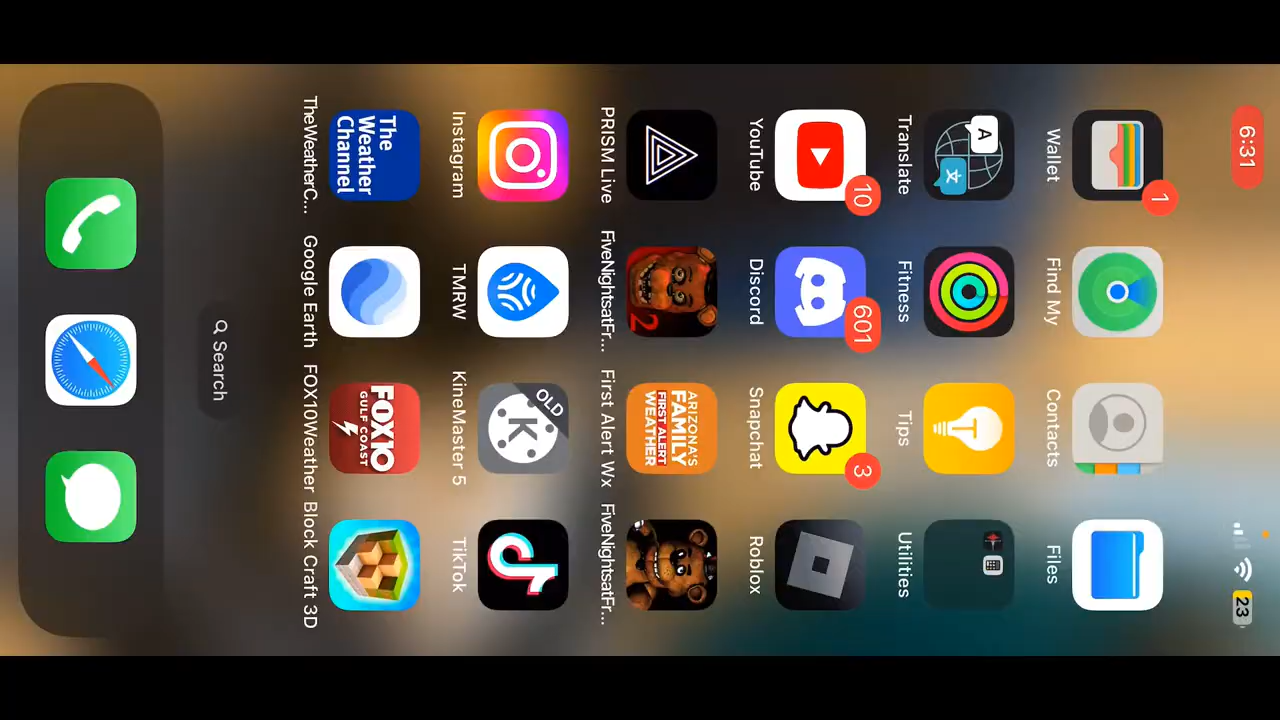 6:31
23
1
Wallet
Find My
Contacts
Files
A
文
Translate
Fitness
Tips
Utilities
10
601
3
YouTube
Discord
Snapchat
Roblox
2
ARIZONA'S
FAMILY
FIRST ALERT
WEATHER
PRISM Live
FiveNightsatFr...
First Alert Wx
FiveNightsatFr...
OLD
K
Instagram
TMRW
KineMaster 5
TikTok
The
Weather
Channel
FOX10
GULF COAST
TheWeatherC...
Google Earth
FOX10Weather
Block Craft 3D
Search